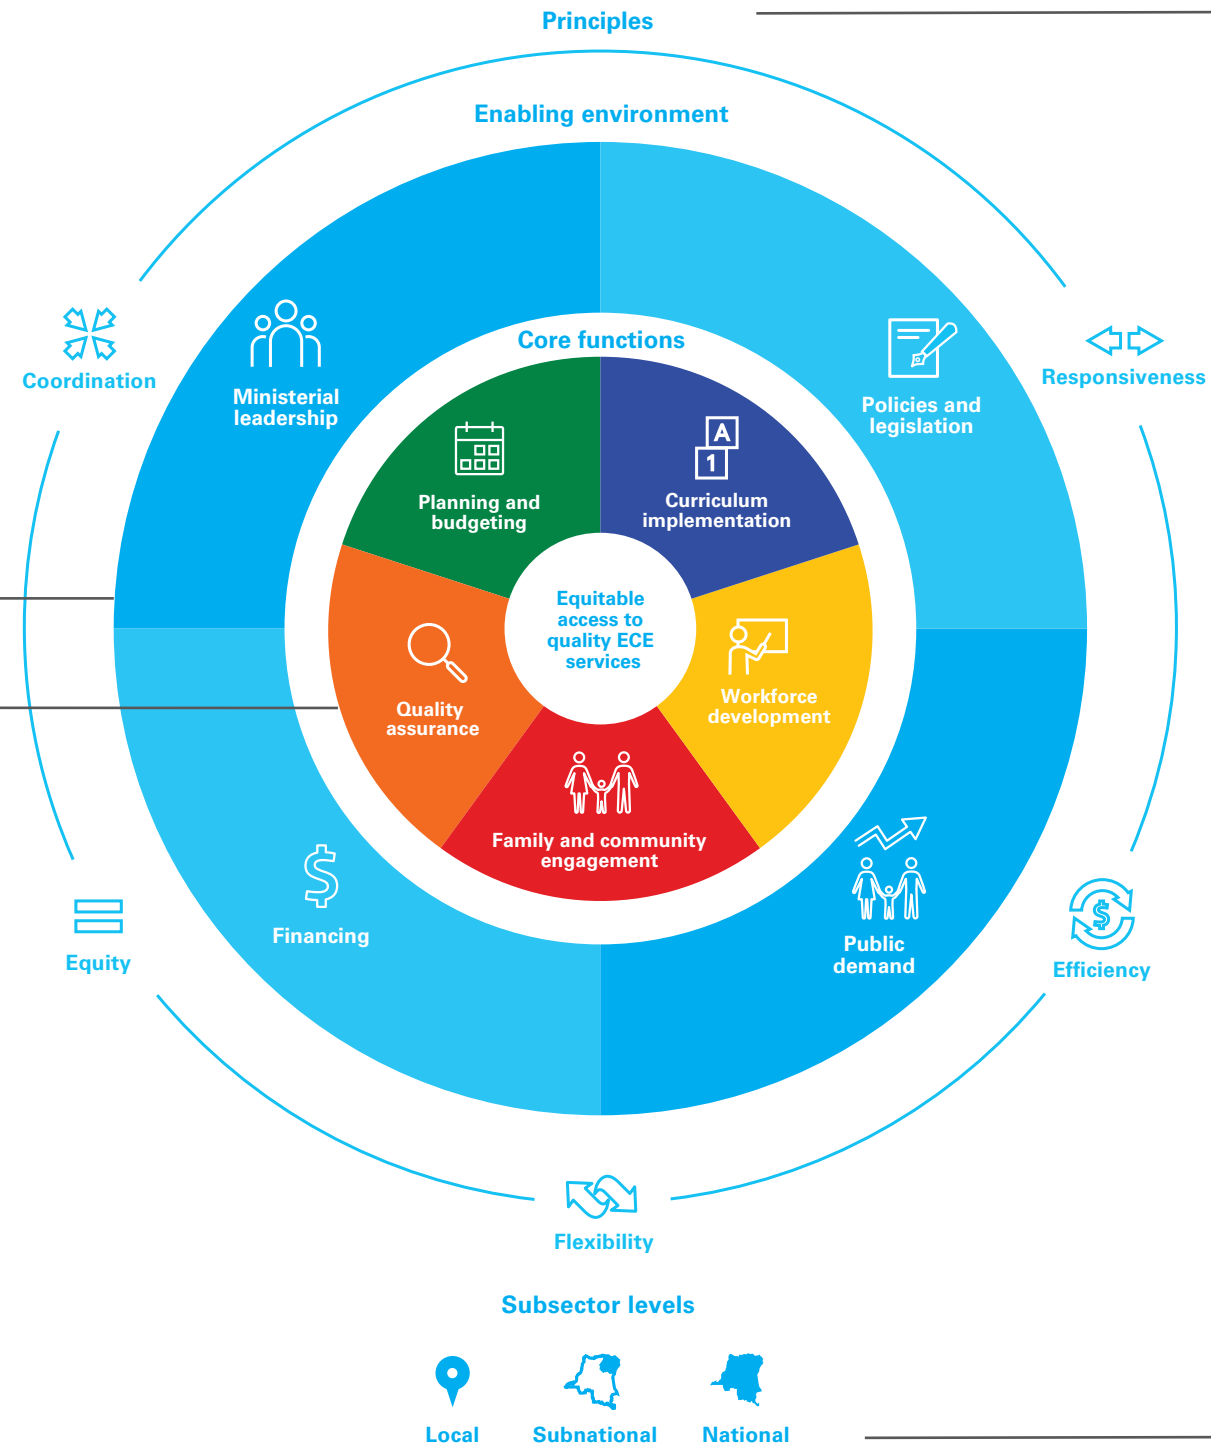 Principles
Enabling environment
Coordination
Responsiveness
Ministerial
leadership
Policies and
legislation
Core functions
Planning and
budgeting
A
1
Curriculum
implementation
Equitable
access to
quality ECE
services
Quality
assurance
Workforce
development
Family and community
engagement
$
Financing
Public
demand
Equity
$
Efficiency
Flexibility
Subsector levels
Local
Subnational
National